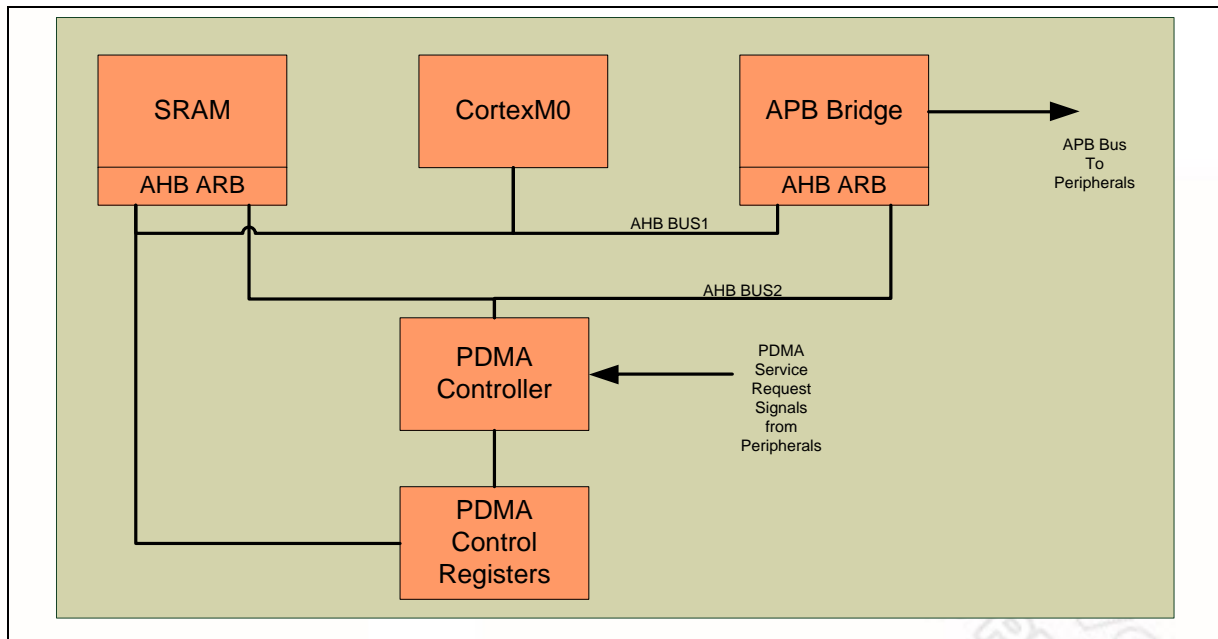 SRAM
CortexM0
APB Bridge
AHB ARB
AHB ARB
APB Bus
To
Peripherals
AHB BUS1
AHB BUS2
PDMA
Controller
PDMA
Service
Request
Signals
from
Peripherals
PDMA
Control
Registers